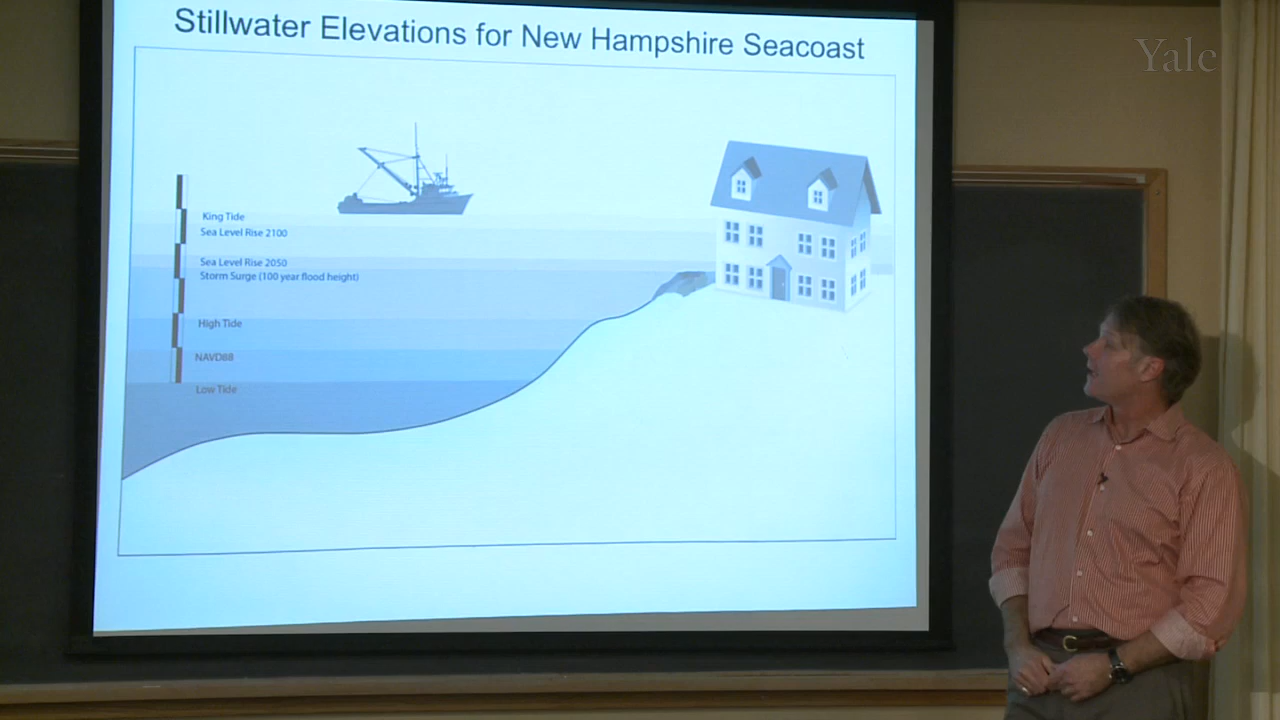 Stillwater Elevations for New Hampshire Seacoast
Yale
King Tide
Sea Level Rise 2100
Sea Level Rise 2050
Storm Surge (100 year flood height)
High Tide
NAVD88
Low Tide